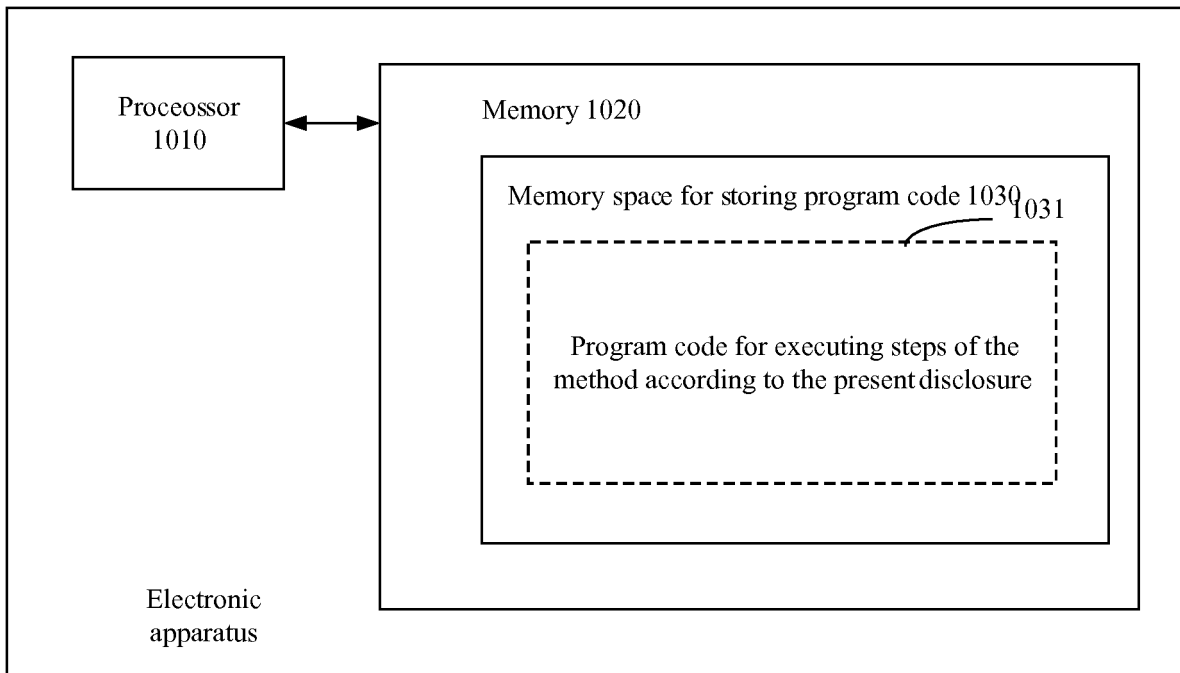 Proceossor
1010
Memory 1020
Memory space for storing program code 1030
1031
Program code for executing steps of the
method according to the present disclosure
Electronic
apparatus